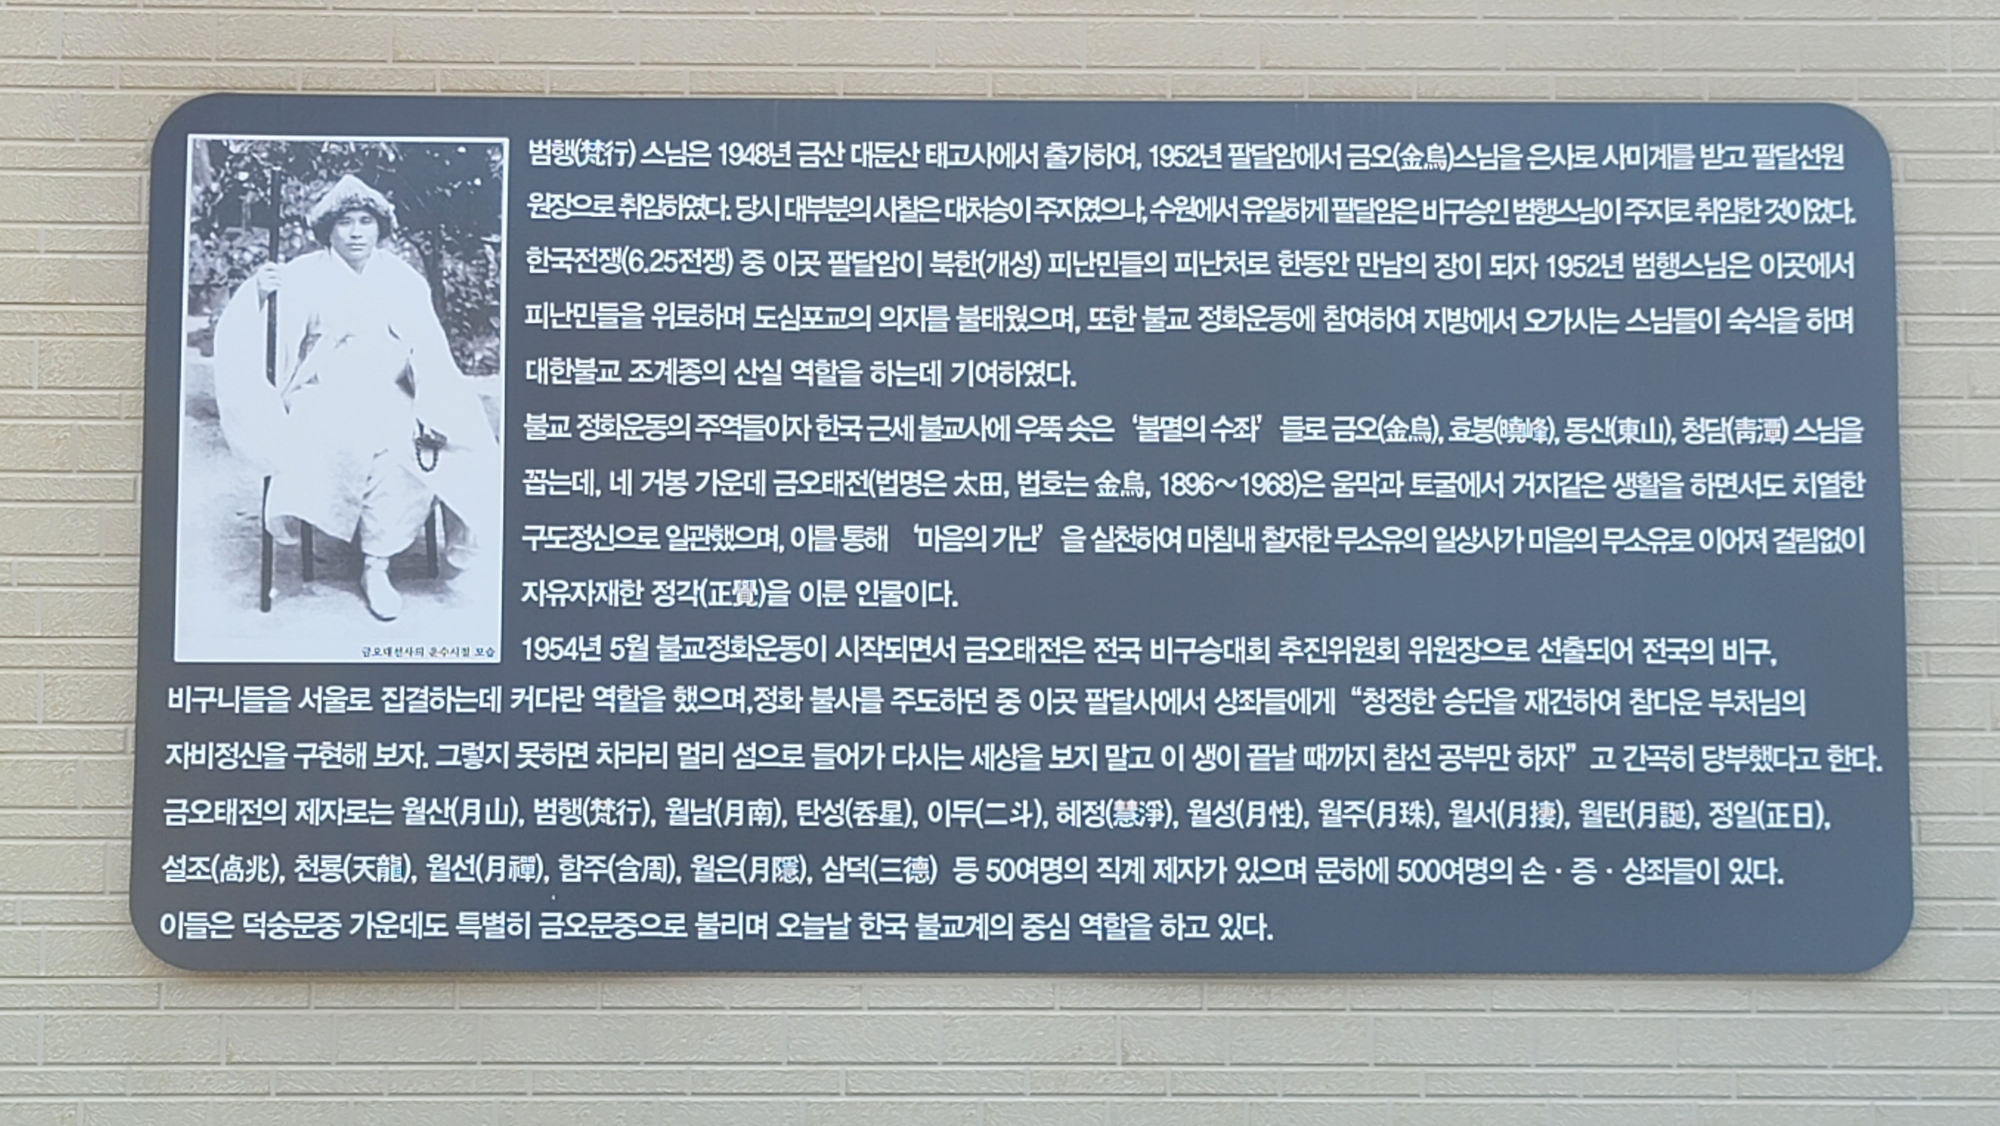 범행(梵行) 스님은 1948년 금산 대둔산 태고사에서 출가하여, 1952년 팔달암에서 금오(金烏)스님을 은사로 사미계를 받고 팔달선원
원장으로 취임하였다. 당시 대부분의 사찰은 대처승이 주지였으나, 수원에서 유일하게 팔달암은 비구승인 범행스님이 주지로 취임한 것이었다.
한국전쟁(6.25전쟁) 중 이곳 팔달암이 북한(개성) 피난민들의 피난처로 한동안 만남의 장이 되자 1952년 범행스님은 이곳에서
피난민들을 위로하며 도심포교의 의지를 불태웠으며, 또한 불교 정화운동에 참여하여 지방에서 오가시는 스님들이 숙식을 하며
대한불교 조계종의 산실 역할을 하는데 기여하였다.
불교 정화운동의 주역들이자 한국 근세 불교사에 우뚝 솟은 ‘불멸의 수좌’ 들로 금오(金烏), 효봉(曉峰), 동산(東山), 청담(靑潭) 스님을
꼽는데, 네 거봉 가운데 금오태전(법명은 太田, 법호는 金烏, 1896~1968)은 움막과 토굴에서 거지같은 생활을 하면서도 치열한
구도정신으로 일관했으며, 이를 통해 ‘마음의 가난’ 을 실천하여 마침내 철저한 무소유의 일상사가 마음의 무소유로 이어져 걸림없이
자유자재한 정각(正覺)을 이룬 인물이다.
금오대선사의 운수시절 모습
1954년 5월 불교정화운동이 시작되면서 금오태전은 전국 비구승대회 추진위원회 위원장으로 선출되어 전국의 비구,
비구니들을 서울로 집결하는데 커다란 역할을 했으며,정화 불사를 주도하던 중 이곳 팔달사에서 상좌들에게 “청정한 승단을 재건하여 참다운 부처님의
자비정신을 구현해 보자. 그렇지 못하면 차라리 멀리 섬으로 들어가 다시는 세상을 보지 말고 이 생이 끝날 때까지 참선 공부만 하자” 고 간곡히 당부했다고 한다.
금오태전의 제자로는 월산(月山), 범행(梵行), 월남(月南), 탄성(呑星), 이두(二斗), 혜정(慧淨), 월성(月性), 월주(月珠), 월서(月捿), 월탄(月誕), 정일(正日),
설조(卨兆), 천룡(天龍), 월선(月禪), 함주(含周), 월은(月隱), 삼덕(三德) 등 50여명의 직계 제자가 있으며 문하에 500여명의 손 · 증 · 상좌들이 있다.
이들은 덕숭문중 가운데도 특별히 금오문중으로 불리며 오늘날 한국 불교계의 중심 역할을 하고 있다.